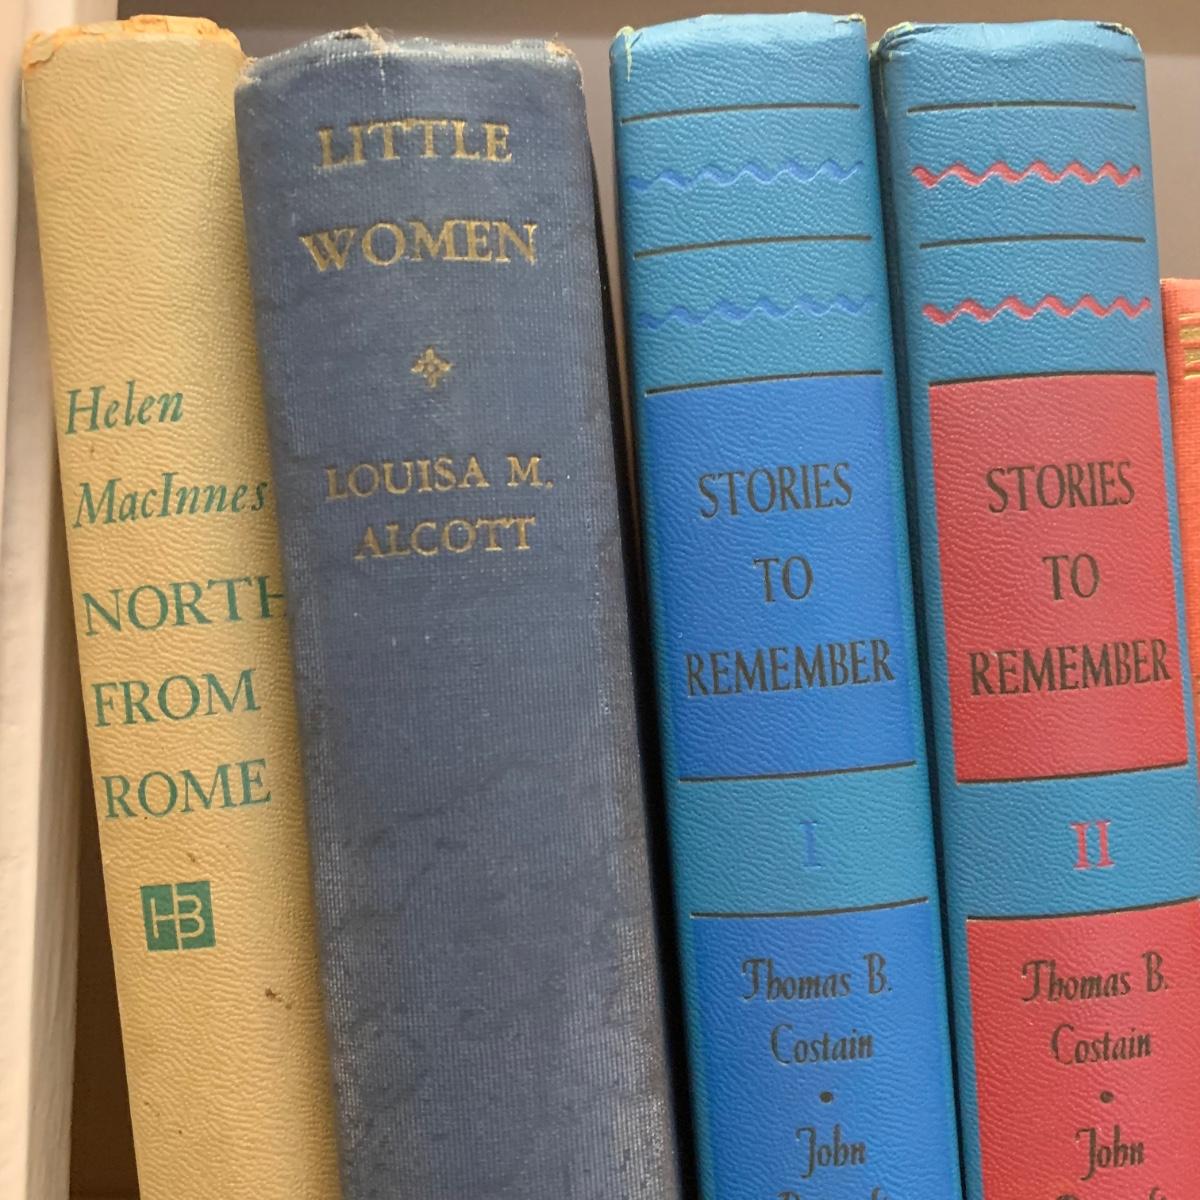 Helen
MacInnes
NORTH
FROM
ROME
HB
LITTLE
WOMEN
LOUISA M.
ALCOTT
STORIES
TO
REMEMBER
I
Thomas B.
Costain
•
John
STORIES
TO
REMEMBER
II
Thomas B.
Costain
•
John